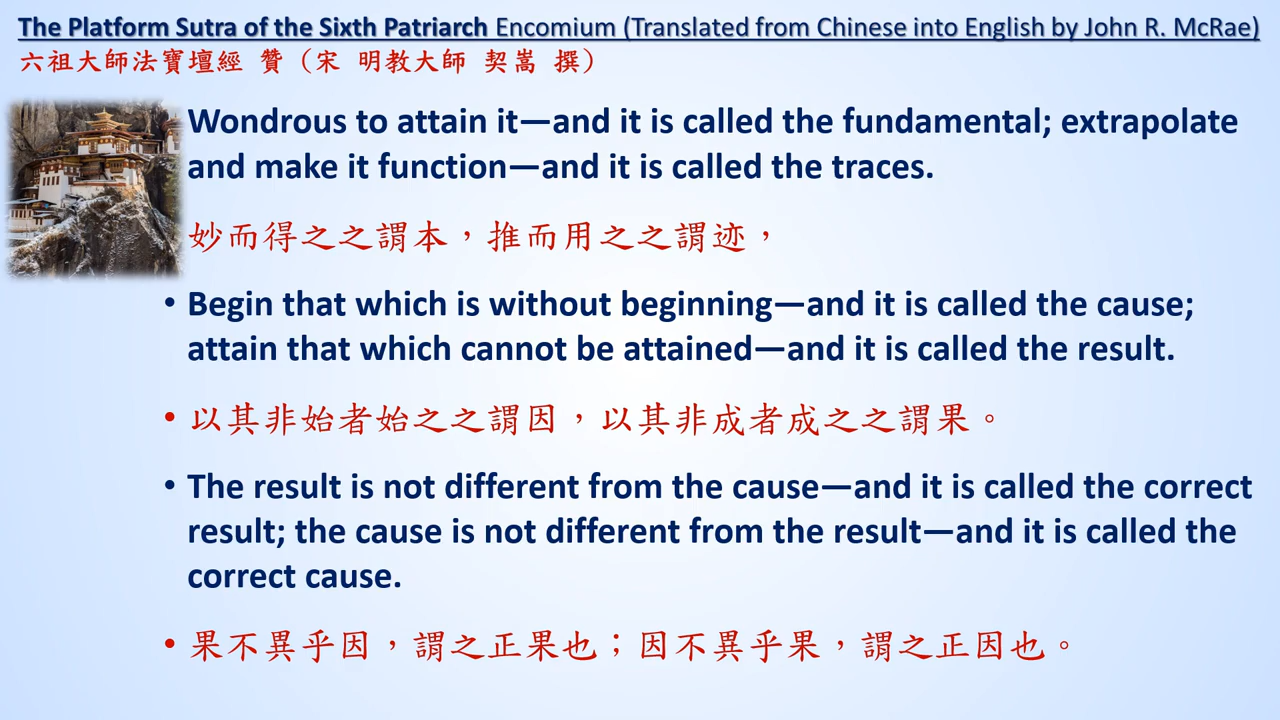 The Platform Sutra of the Sixth Patriarch Encomium (Translated from Chinese into English by John R. McRae)
六祖大師法寶壇經 贊 (宋 明教大師 契嵩 撰)
Wondrous to attain it—and it is called the fundamental; extrapolate
and make it function—and it is called the traces.
妙而得之之謂本，推而用之之謂迹，
• Begin that which is without beginning—and it is called the cause;
attain that which cannot be attained—and it is called the result.
• 以其非始者始之之謂因，以其非成者成之之謂果。
• The result is not different from the cause—and it is called the correct
result; the cause is not different from the result—and it is called the
correct cause.
• 果不異乎因，謂之正果也；因不異乎果，謂之正因也。